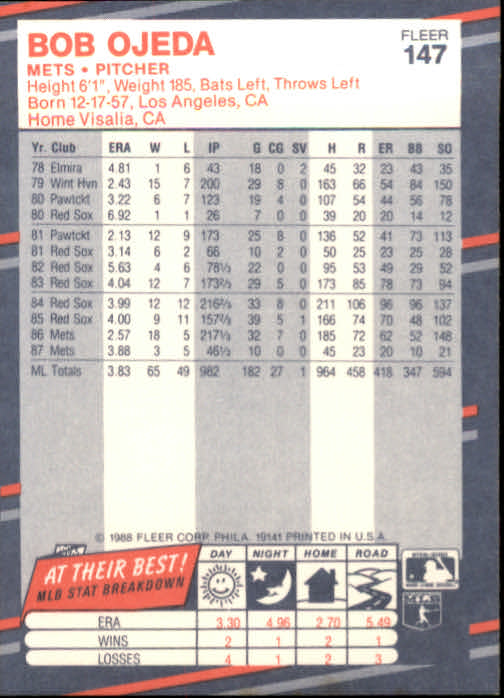 BOB OJEDA
METS • PITCHER
Height 6'1", Weight 185, Bats Left, Throws Left
Born 12-17-57, Los Angeles, CA
Home Visalia, CA
FLEER
147
Yr. Club ERA W L IP G CG SV H R ER BB SO
78 Elmira 4.81 1 6 43 18 0 2 45 32 23 43 35
79 Wint Hvn 2.43 15 7 200 29 8 0 163 66 54 84 150
80 Pawtckt 3.22 6 7 123 19 4 0 107 54 44 56 78
80 Red Sox 6.92 1 1 26 7 0 0 39 20 20 14 12
81 Pawtckt 2.13 12 9 173 25 8 0 136 52 41 73 113
81 Red Sox 3.14 6 2 66 10 2 0 50 25 23 25 28
82 Red Sox 5.63 4 6 78⅓ 22 0 0 95 53 49 29 52
83 Red Sox 4.04 12 7 173⅔ 29 5 0 173 85 78 73 94
84 Red Sox 3.99 12 12 216⅔ 33 8 0 211 106 96 96 137
85 Red Sox 4.00 9 11 157⅔ 39 5 1 166 74 70 48 102
86 Mets 2.57 18 5 217⅓ 32 7 0 185 72 62 52 148
87 Mets 3.88 3 5 46⅓ 10 0 0 45 23 20 10 21
ML Totals 3.83 65 49 982 182 27 1 964 458 418 347 594
© 1988 FLEER CORP. PHILA. 19141 PRINTED IN U.S.A.
AT THEIR BEST!
MLB STAT BREAKDOWN
DAY NIGHT HOME ROAD
ERA 3.30 4.96 2.70 5.49
WINS 2 1 2 1
LOSSES 4 1 2 3